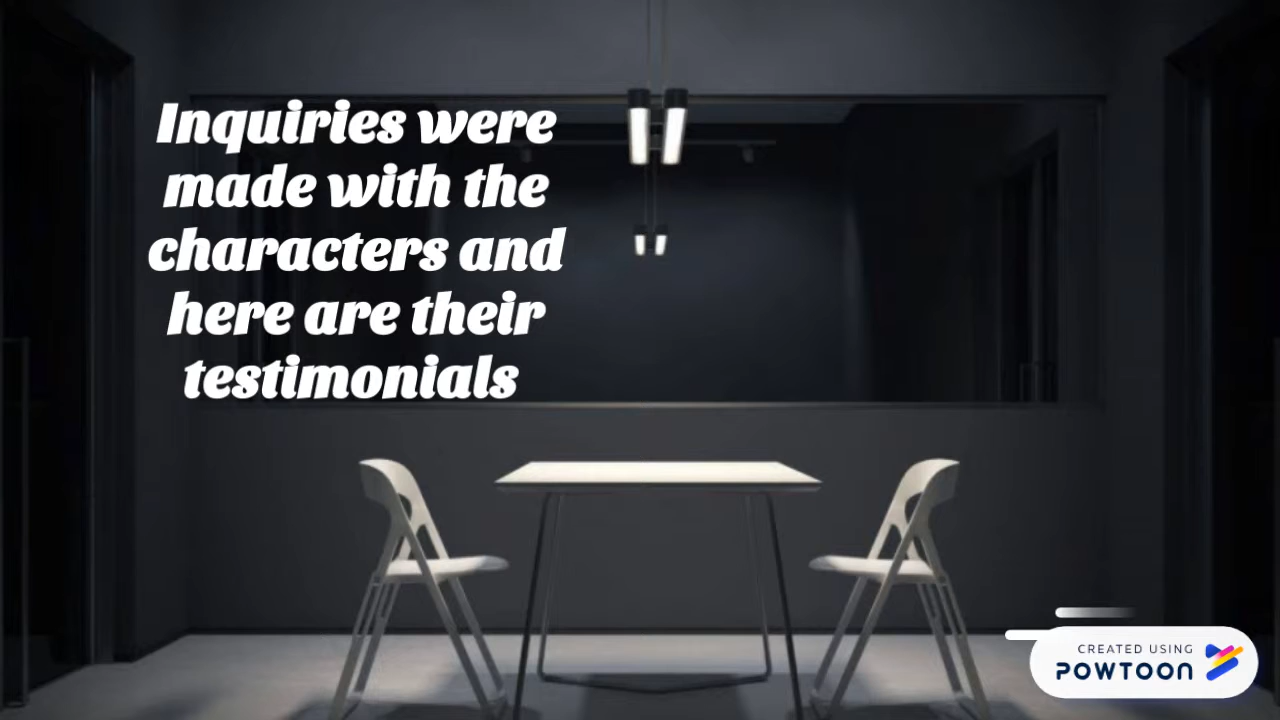 Inquiries were
made with the
characters and
here are their
testimonials
CREATED USING
POWTOON